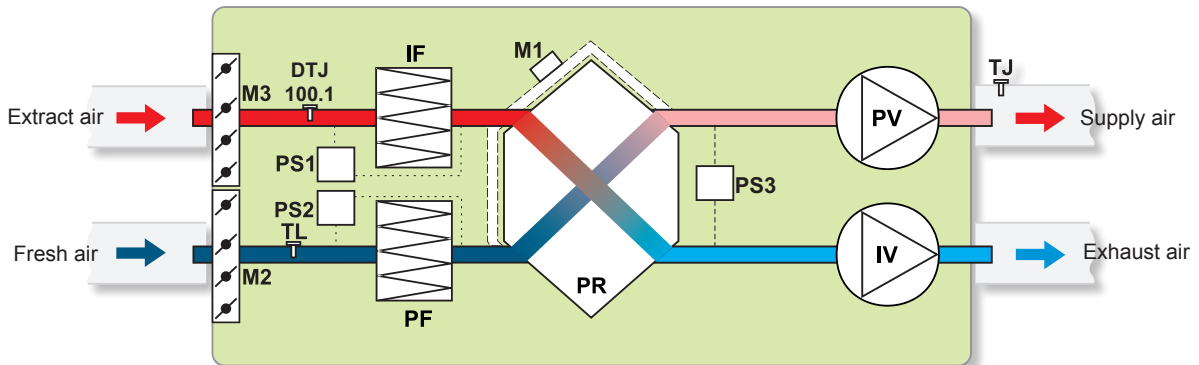 IF
M1
TJ
DTJ
100.1
M3
Extract air
PV
Supply air
PS1
PS2
PS3
TL
Fresh air
M2
IV
Exhaust air
PR
PF